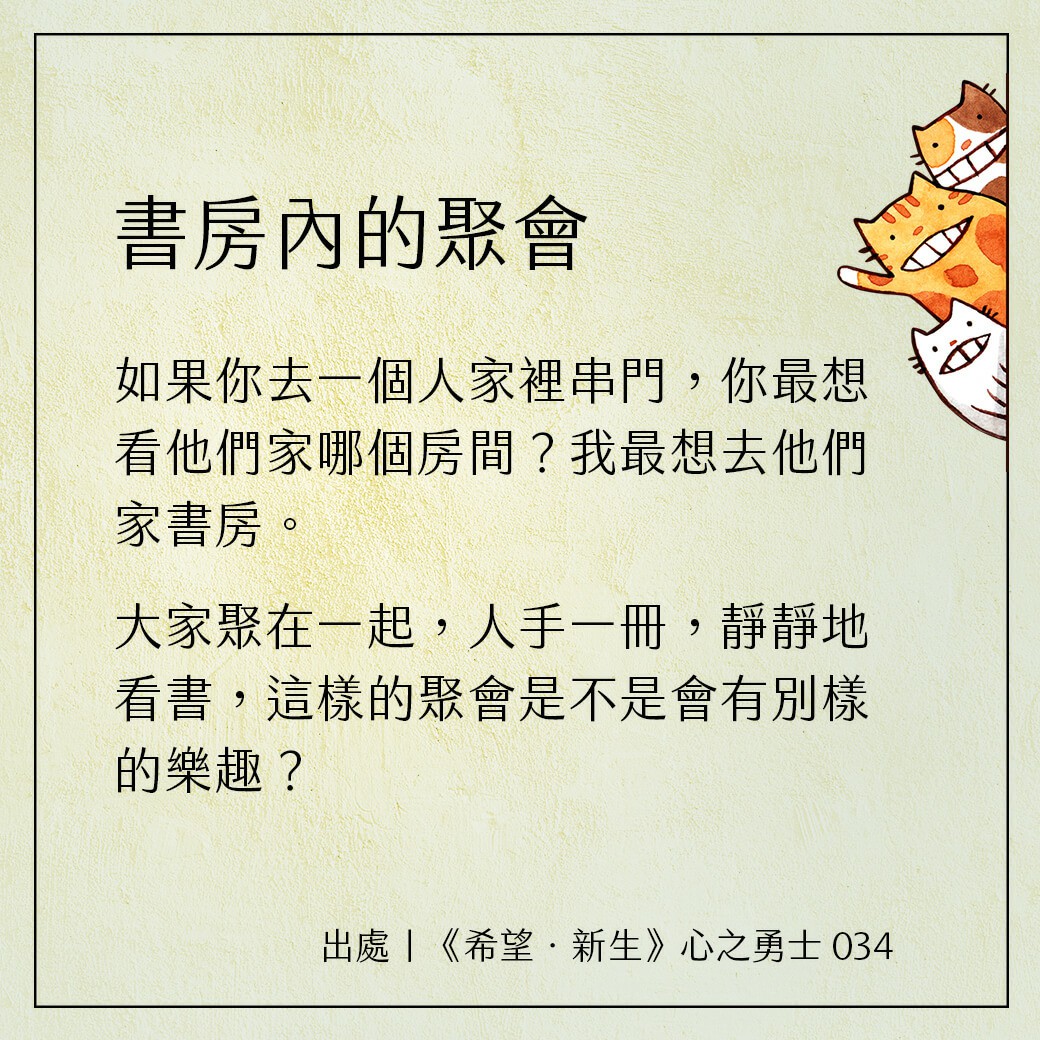 書房內的聚會
如果你去一個人家裡串門，你最想
看他們家哪個房間？我最想去他們
家書房。
大家聚在一起，人手一冊，靜靜地
看書，這樣的聚會是不是會有別樣
的樂趣？
出處｜《希望．新生》心之勇士 034